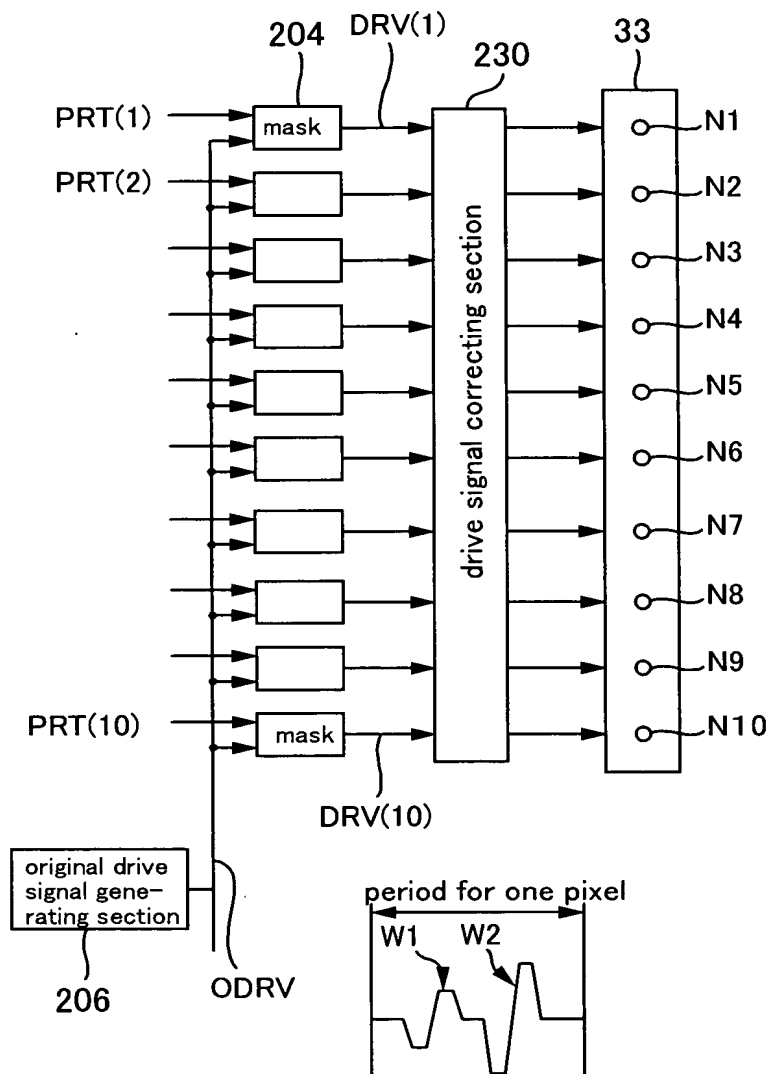 204
DRV(1)
230
33
PRT(1)
mask
N1
PRT(2)
N2
N3
N4
N5
drive signal correcting section
N6
N7
N8
N9
PRT(10)
mask
N10
DRV(10)
original drive
signal gene-
rating section
206
ODRV
period for one pixel
W1
W2